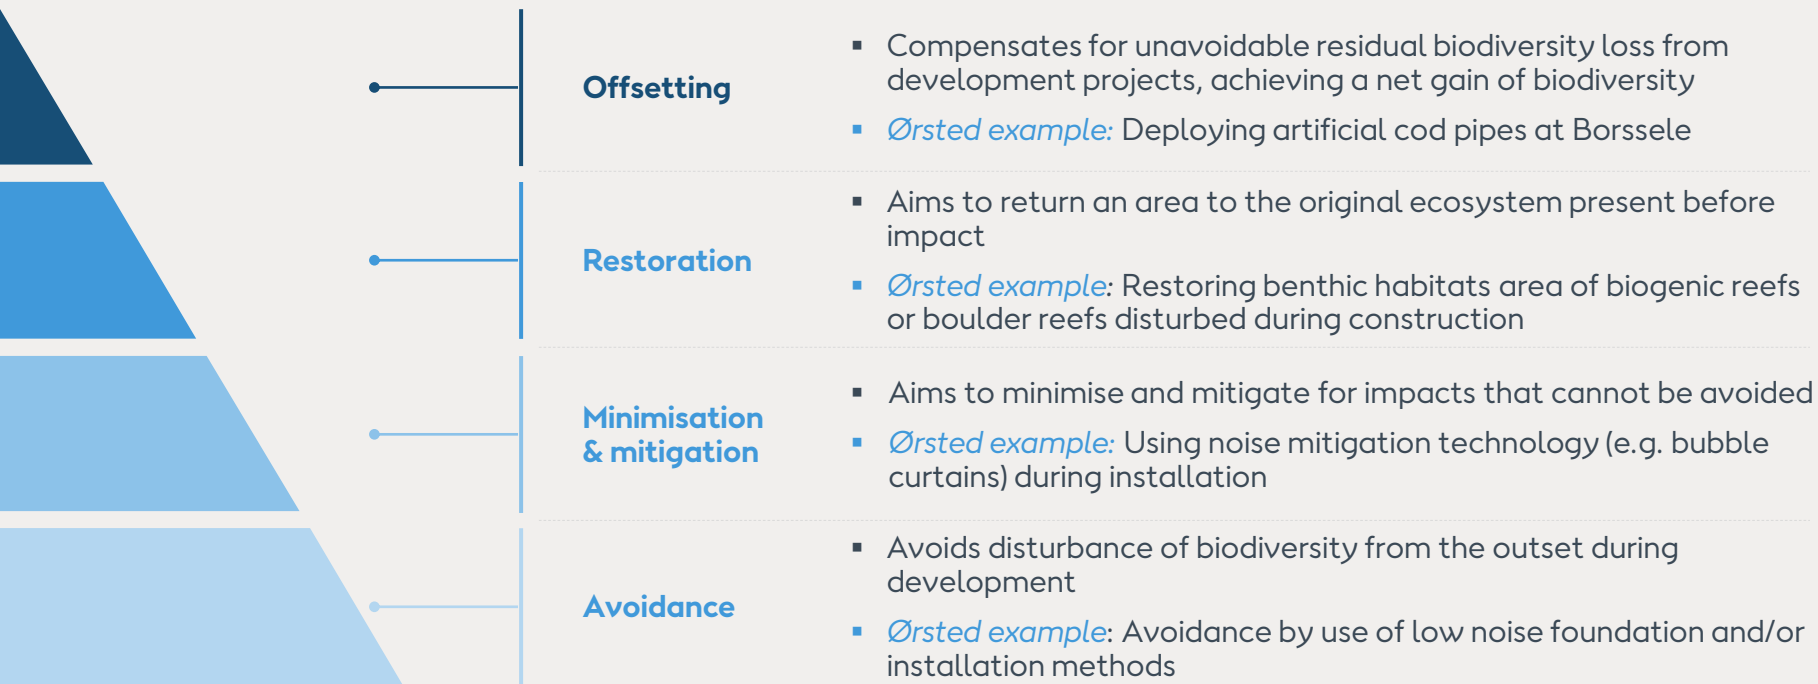 Offsetting
▪ Compensates for unavoidable residual biodiversity loss from
development projects, achieving a net gain of biodiversity
▪ Ørsted example: Deploying artificial cod pipes at Borssele
Restoration
▪ Aims to return an area to the original ecosystem present before
impact
▪ Ørsted example: Restoring benthic habitats area of biogenic reefs
or boulder reefs disturbed during construction
Minimisation
& mitigation
▪ Aims to minimise and mitigate for impacts that cannot be avoided
▪ Ørsted example: Using noise mitigation technology (e.g. bubble
curtains) during installation
Avoidance
▪ Avoids disturbance of biodiversity from the outset during
development
▪ Ørsted example: Avoidance by use of low noise foundation and/or
installation methods